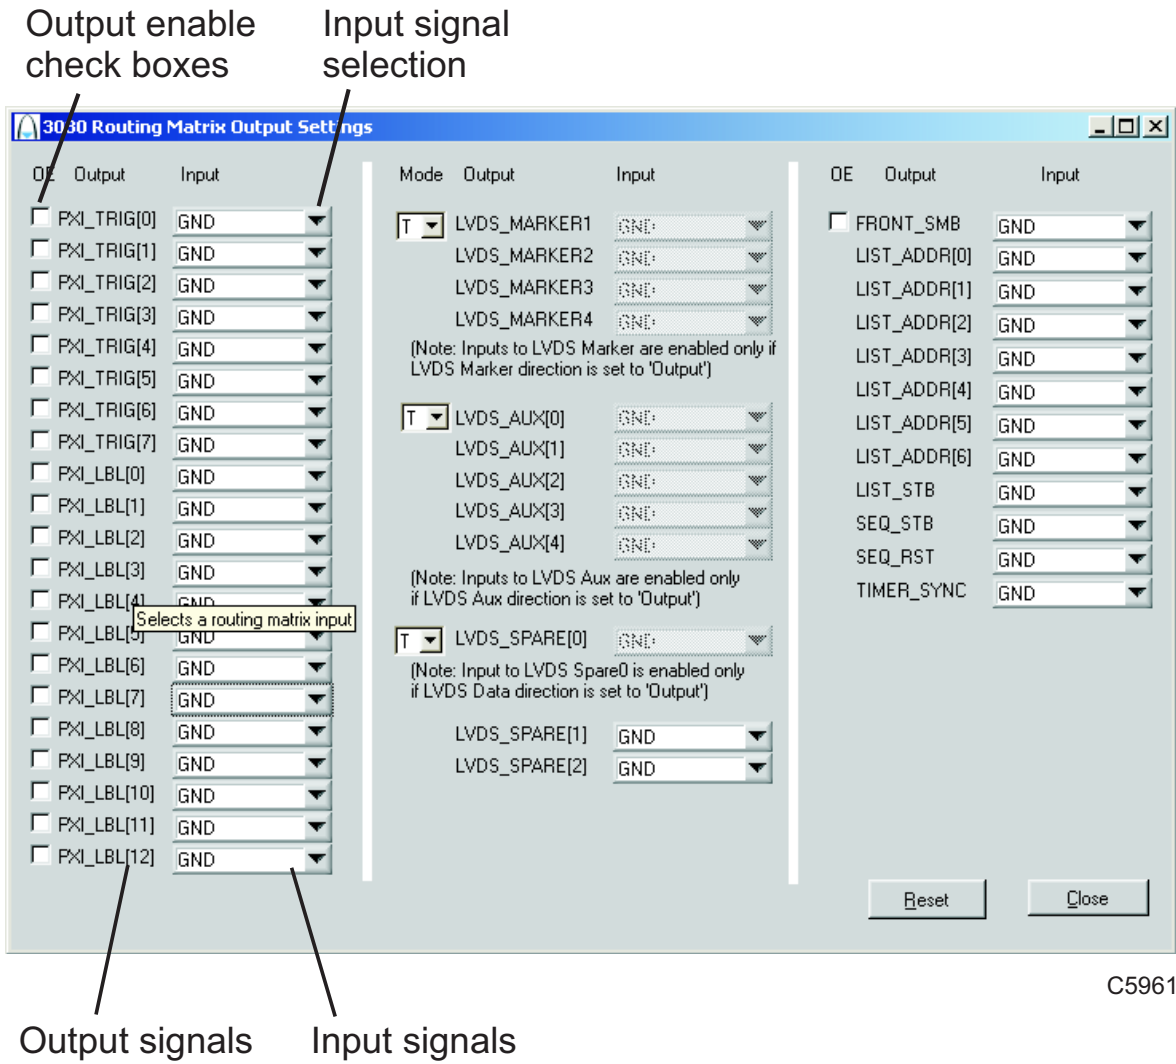 Output enable
check boxes
Input signal
selection
3030 Routing Matrix Output Settings
OE Output Input
PXI_TRIG[0] GND
PXI_TRIG[1] GND
PXI_TRIG[2] GND
PXI_TRIG[3] GND
PXI_TRIG[4] GND
PXI_TRIG[5] GND
PXI_TRIG[6] GND
PXI_TRIG[7] GND
PXI_LBL[0] GND
PXI_LBL[1] GND
PXI_LBL[2] GND
PXI_LBL[3] GND
PXI_LBL[4] GND
Selects a routing matrix input
PXI_LBL[5] GND
PXI_LBL[6] GND
PXI_LBL[7] GND
PXI_LBL[8] GND
PXI_LBL[9] GND
PXI_LBL[10] GND
PXI_LBL[11] GND
PXI_LBL[12] GND
Mode Output Input
T LVDS_MARKER1 GND
LVDS_MARKER2 GND
LVDS_MARKER3 GND
LVDS_MARKER4 GND
(Note: Inputs to LVDS Marker are enabled only if
LVDS Marker direction is set to 'Output')
T LVDS_AUX[0] GND
LVDS_AUX[1] GND
LVDS_AUX[2] GND
LVDS_AUX[3] GND
LVDS_AUX[4] GND
(Note: Inputs to LVDS Aux are enabled only
if LVDS Aux direction is set to 'Output')
T LVDS_SPARE[0] GND
(Note: Input to LVDS Spare0 is enabled only
if LVDS Data direction is set to 'Output')
LVDS_SPARE[1] GND
LVDS_SPARE[2] GND
OE Output Input
FRONT_SMB GND
LIST_ADDR[0] GND
LIST_ADDR[1] GND
LIST_ADDR[2] GND
LIST_ADDR[3] GND
LIST_ADDR[4] GND
LIST_ADDR[5] GND
LIST_ADDR[6] GND
LIST_STB GND
SEQ_STB GND
SEQ_RST GND
TIMER_SYNC GND
Reset Close
C5961
Output signals
Input signals